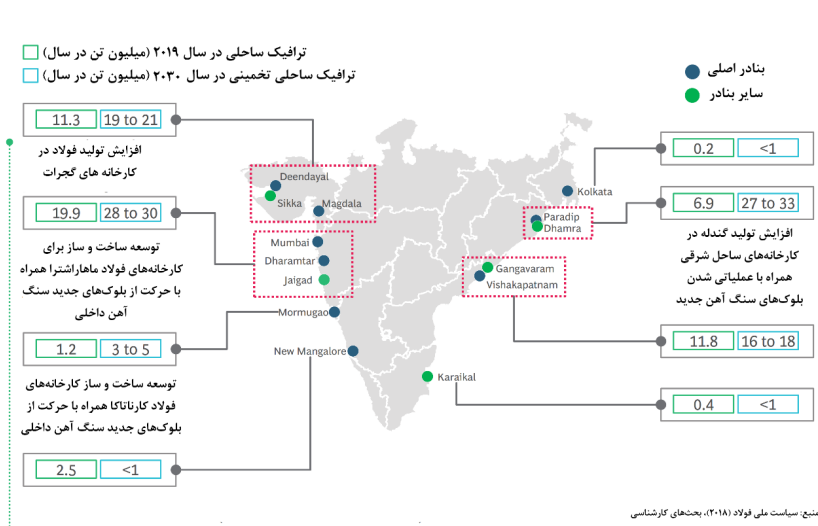 ترافیک ساحلی در سال ۲۰۱۹ (میلیون تن در سال)
ترافیک ساحلی تخمینی در سال ۲۰۳۰ (میلیون تن در سال)
بنادر اصلی
سایر بنادر
11.3 19 to 21
افزایش تولید فولاد در
کارخانه های گجرات
19.9 28 to 30
توسعه ساخت و ساز برای
کارخانه‌های فولاد ماهاراشترا همراه
با حرکت از بلوک‌های جدید سنگ
آهن داخلی
1.2 3 to 5
توسعه ساخت و ساز کارخانه‌های
فولاد کارناتاکا همراه با حرکت از
بلوک‌های جدید سنگ آهن داخلی
2.5 <1
Deendayal
Sikka
Magdala
Mumbai
Dharamtar
Jaigad
Mormugao
New Mangalore
Kolkata
Paradip
Dhamra
Gangavaram
Vishakapatnam
Karaikal
0.2 <1
6.9 27 to 33
افزایش تولید گندله در
کارخانه‌های ساحل شرقی
همراه با عملیاتی شدن
بلوک‌های سنگ آهن جدید
11.8 16 to 18
0.4 <1
منبع: سیاست ملی فولاد (۲۰۱۸)، بحث‌های کارشناسی